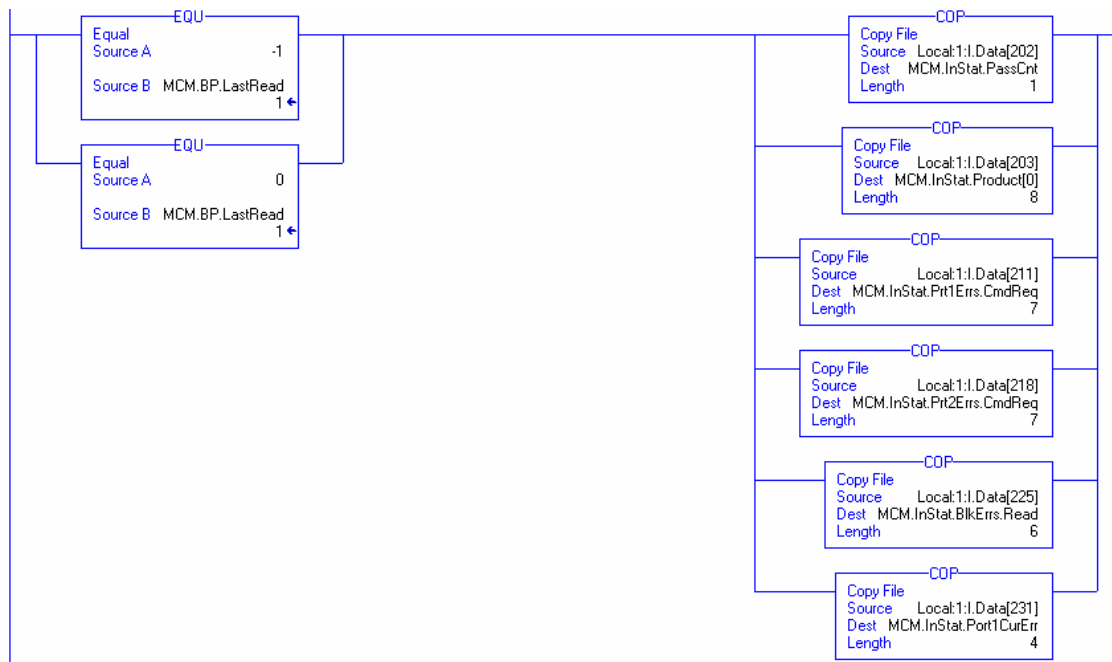 EQU
Equal
Source A -1
Source B MCM.BP.LastRead
1
EQU
Equal
Source A 0
Source B MCM.BP.LastRead
1
COP
Copy File
Source Local:1:I.Data[202]
Dest MCM.InStat.PassCnt
Length 1
COP
Copy File
Source Local:1:I.Data[203]
Dest MCM.InStat.Product[0]
Length 8
COP
Copy File
Source Local:1:I.Data[211]
Dest MCM.InStat.Prt1Errs.CmdReq
Length 7
COP
Copy File
Source Local:1:I.Data[218]
Dest MCM.InStat.Prt2Errs.CmdReq
Length 7
COP
Copy File
Source Local:1:I.Data[225]
Dest MCM.InStat.BlkErrs.Read
Length 6
COP
Copy File
Source Local:1:I.Data[231]
Dest MCM.InStat.Port1CurErr
Length 4